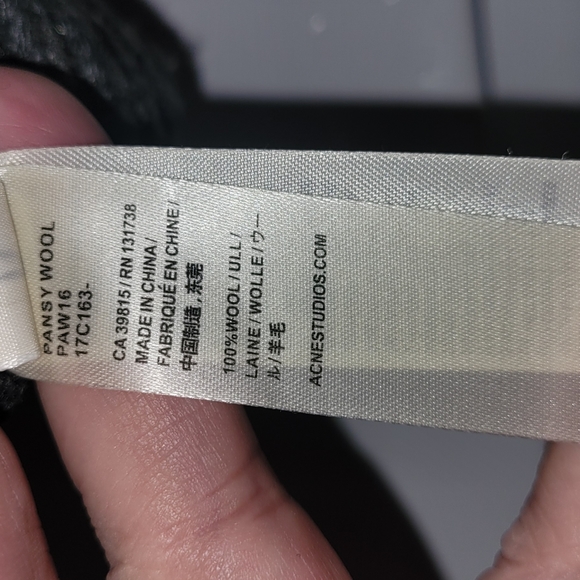 PANSY WOOL
PAW16
17C163-
CA 39815 / RN 131738
MADE IN CHINA /
FABRIQUÉ EN CHINE /
中国制造 , 东莞
100%WOOL / ULL /
LAINE / WOLLE / ウー
ル / 羊毛
ACNESTUDIOS.COM